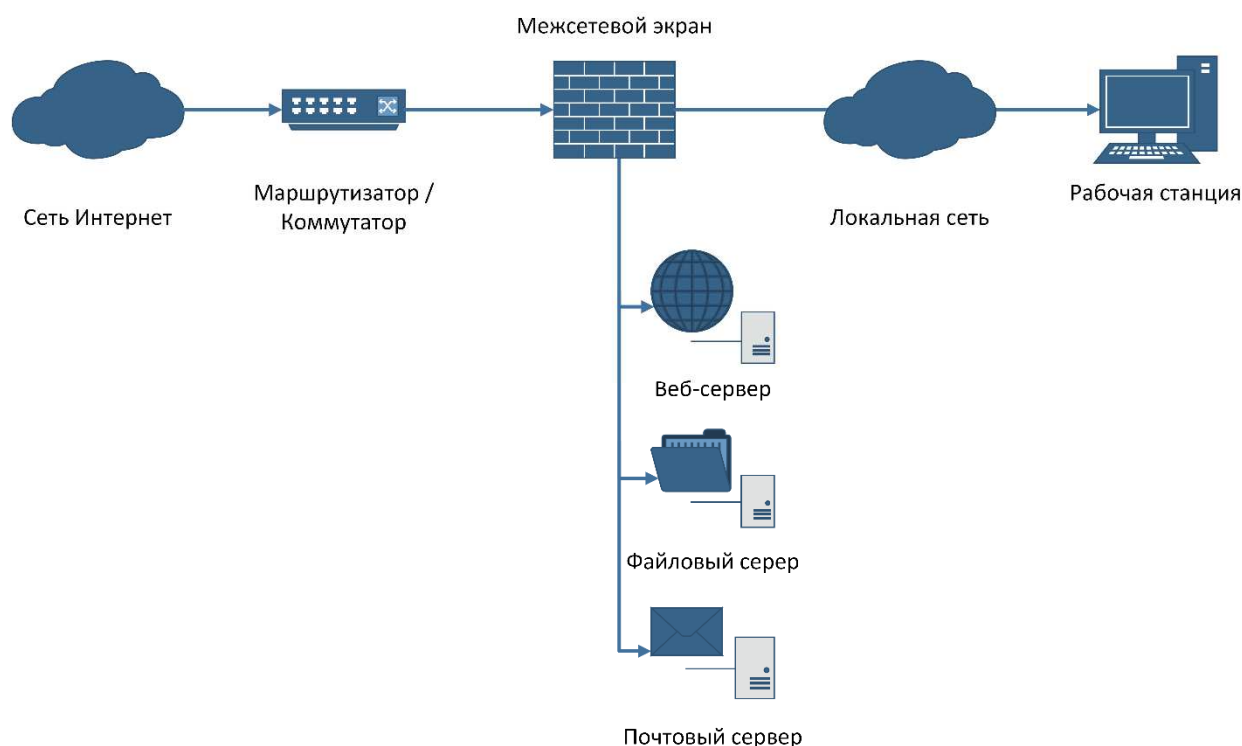 Межсетевой экран
Сеть Интернет
Маршрутизатор /
Коммутатор
Локальная сеть
Рабочая станция
Веб-сервер
Файловый серер
Почтовый сервер